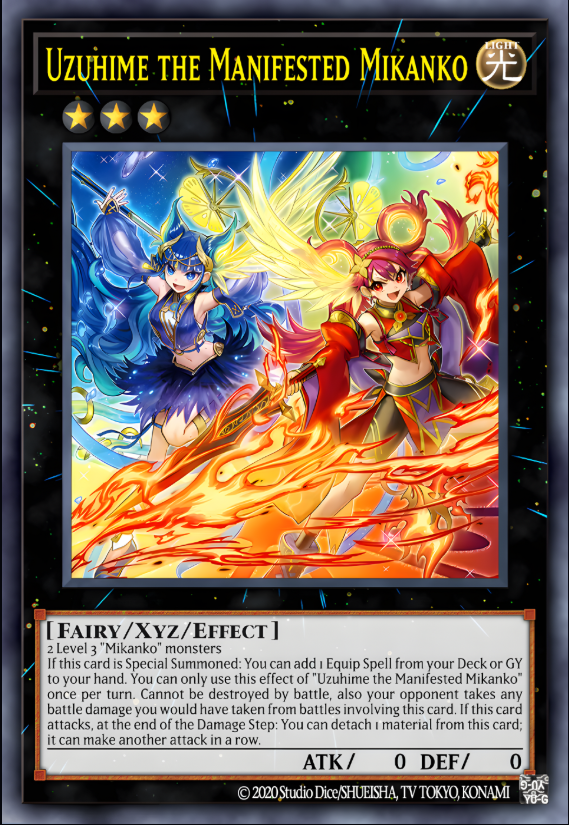 UZUHIME THE MANIFESTED MIKANKO
LIGHT
光
[FAIRY/XYZ/EFFECT]
2 Level 3 "Mikanko" monsters
If this card is Special Summoned: You can add 1 Equip Spell from your Deck or GY
to your hand. You can only use this effect of "Uzuhime the Manifested Mikanko"
once per turn. Cannot be destroyed by battle, also your opponent takes any
battle damage you would have taken from battles involving this card. If this card
attacks, at the end of the Damage Step: You can detach 1 material from this card;
it can make another attack in a row.
ATK/ 0 DEF/ 0
©2020 Studio Dice/SHUEISHA, TV TOKYO, KONAMI